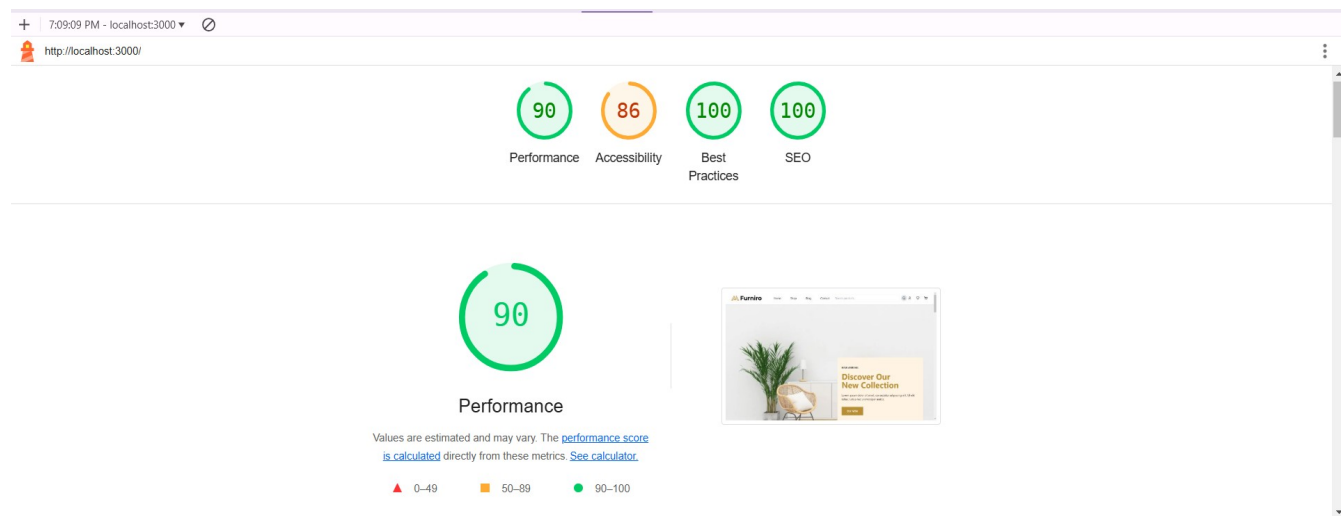 7:09:09 PM - localhost:3000
http://localhost:3000/
90
86
100
100
Performance
Accessibility
Best
Practices
SEO
90
Performance
Values are estimated and may vary. The performance score
is calculated directly from these metrics. See calculator.
0–49
50–89
90–100
Furniro
Discover Our
New Collection